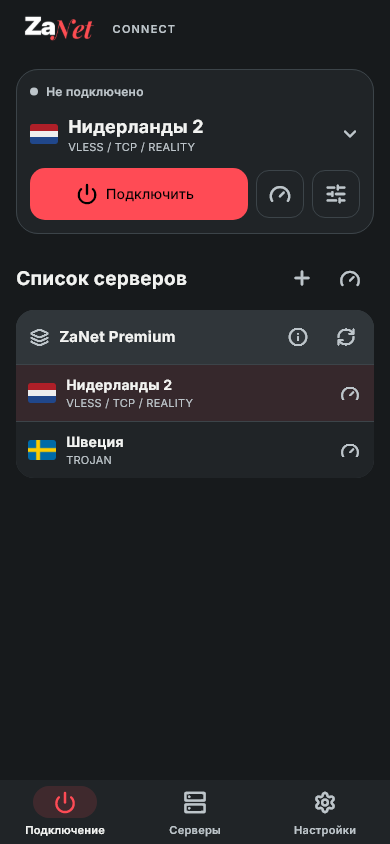 ZaNet CONNECT
Не подключено
Нидерланды 2
VLESS / TCP / REALITY
Подключить
Список серверов
ZaNet Premium
Нидерланды 2
VLESS / TCP / REALITY
Швеция
TROJAN
Подключение Серверы Настройки